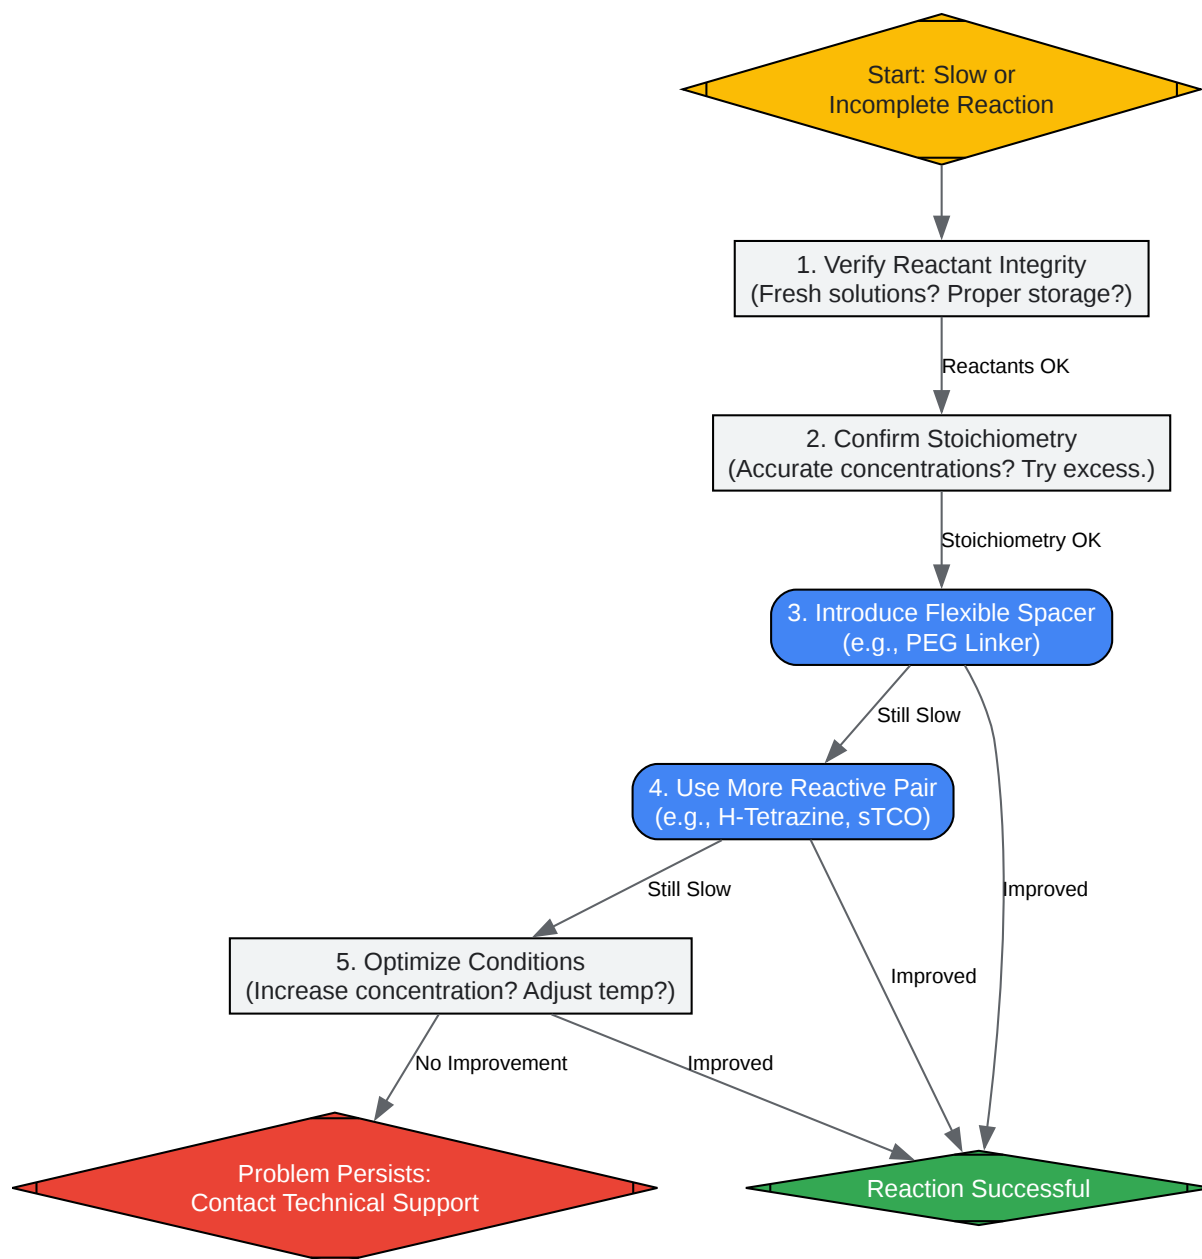 Start: Slow or
Incomplete Reaction
1. Verify Reactant Integrity
(Fresh solutions? Proper storage?)
Reactants OK
2. Confirm Stoichiometry
(Accurate concentrations? Try excess.)
Stoichiometry OK
3. Introduce Flexible Spacer
(e.g., PEG Linker)
Still Slow
4. Use More Reactive Pair
(e.g., H-Tetrazine, sTCO)
Still Slow
Improved
5. Optimize Conditions
(Increase concentration? Adjust temp?)
Improved
No Improvement
Improved
Problem Persists:
Contact Technical Support
Reaction Successful